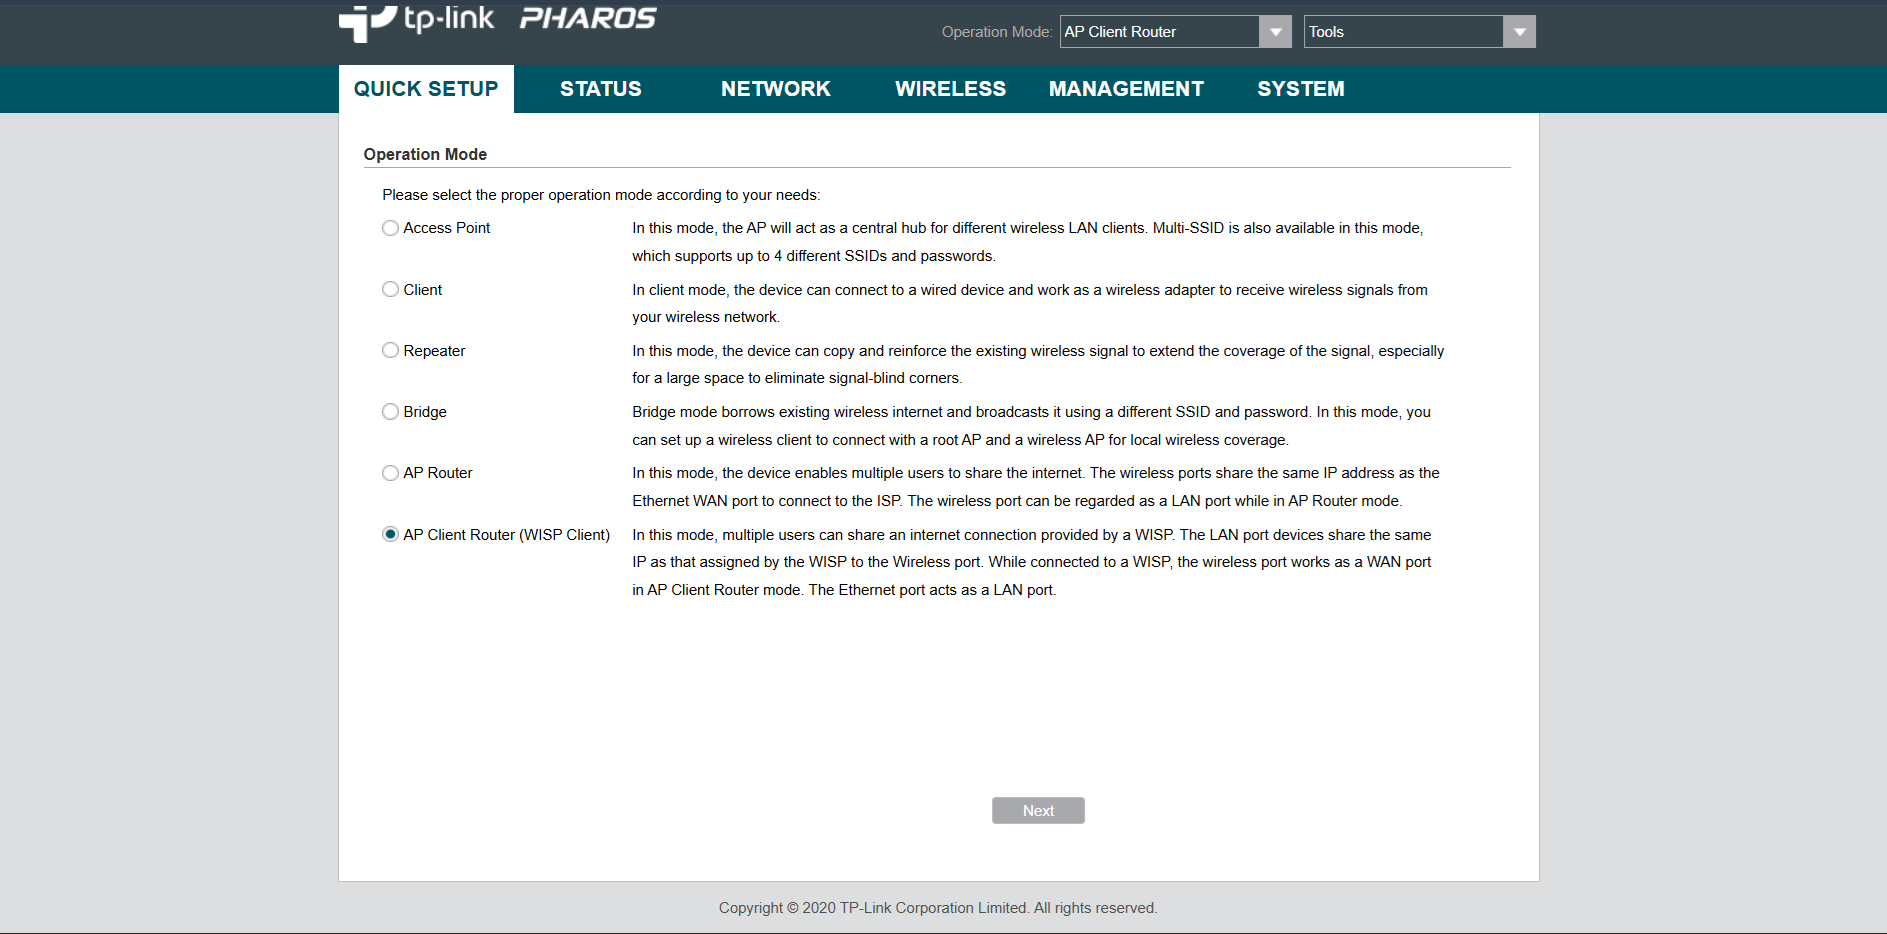 tp-link PHAROS
Operation Mode: AP Client Router Tools
QUICK SETUP STATUS NETWORK WIRELESS MANAGEMENT SYSTEM
Operation Mode
Please select the proper operation mode according to your needs:
Access Point In this mode, the AP will act as a central hub for different wireless LAN clients. Multi-SSID is also available in this mode,
which supports up to 4 different SSIDs and passwords.
Client In client mode, the device can connect to a wired device and work as a wireless adapter to receive wireless signals from
your wireless network.
Repeater In this mode, the device can copy and reinforce the existing wireless signal to extend the coverage of the signal, especially
for a large space to eliminate signal-blind corners.
Bridge Bridge mode borrows existing wireless internet and broadcasts it using a different SSID and password. In this mode, you
can set up a wireless client to connect with a root AP and a wireless AP for local wireless coverage.
AP Router In this mode, the device enables multiple users to share the internet. The wireless ports share the same IP address as the
Ethernet WAN port to connect to the ISP. The wireless port can be regarded as a LAN port while in AP Router mode.
AP Client Router (WISP Client) In this mode, multiple users can share an internet connection provided by a WISP. The LAN port devices share the same
IP as that assigned by the WISP to the Wireless port. While connected to a WISP, the wireless port works as a WAN port
in AP Client Router mode. The Ethernet port acts as a LAN port.
Next
Copyright © 2020 TP-Link Corporation Limited. All rights reserved.